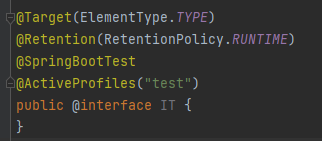 @Target(ElementType.TYPE)
@Retention(RetentionPolicy.RUNTIME)
@SpringBootTest
@ActiveProfiles("test")
public @interface IT {
}